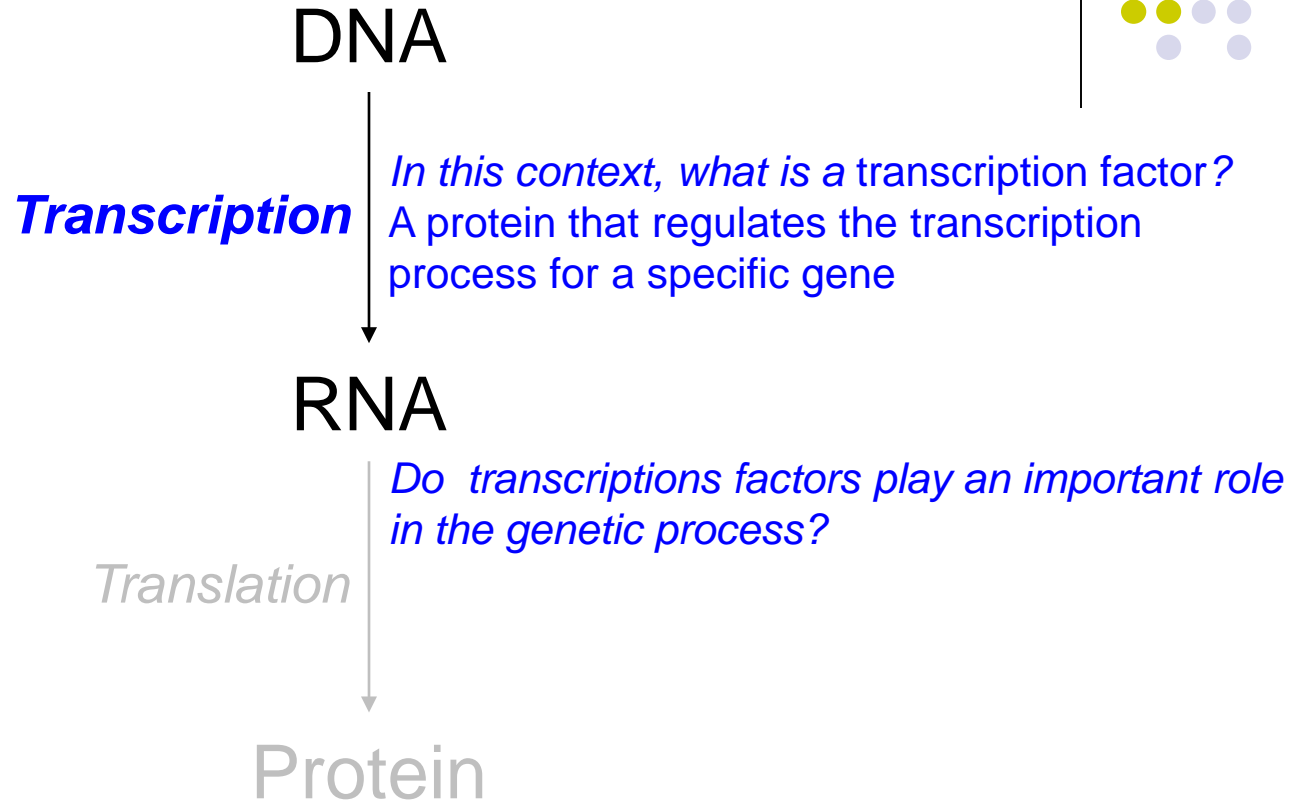 DNA
Transcription
In this context, what is a transcription factor?
A protein that regulates the transcription
process for a specific gene
RNA
Do  transcriptions factors play an important role
in the genetic process?
Translation
Protein